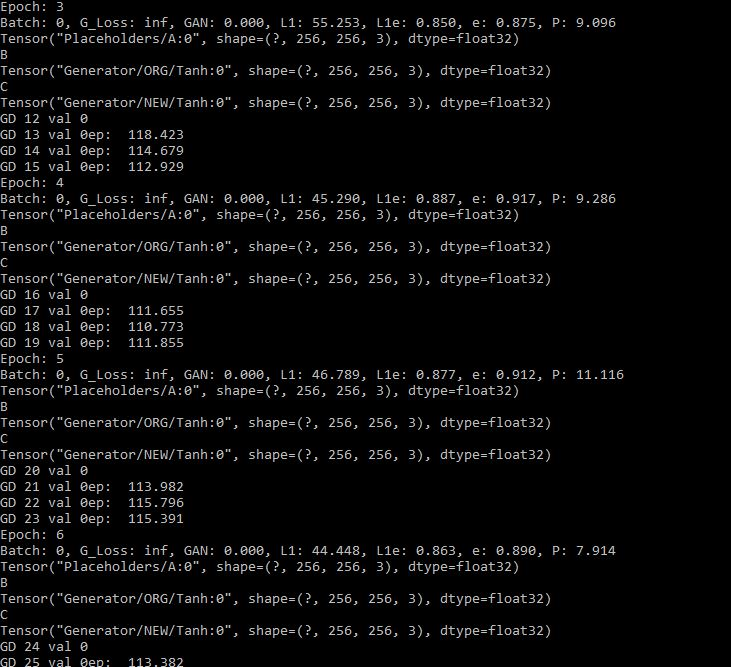 Epoch: 3
Batch: 0, G_Loss: inf, GAN: 0.000, L1: 55.253, L1e: 0.850, e: 0.875, P: 9.096
Tensor("Placeholders/A:0", shape=(?, 256, 256, 3), dtype=float32)
B
Tensor("Generator/ORG/Tanh:0", shape=(?, 256, 256, 3), dtype=float32)
C
Tensor("Generator/NEW/Tanh:0", shape=(?, 256, 256, 3), dtype=float32)
GD 12 val 0
GD 13 val 0ep:  118.423
GD 14 val 0ep:  114.679
GD 15 val 0ep:  112.929
Epoch: 4
Batch: 0, G_Loss: inf, GAN: 0.000, L1: 45.290, L1e: 0.887, e: 0.917, P: 9.286
Tensor("Placeholders/A:0", shape=(?, 256, 256, 3), dtype=float32)
B
Tensor("Generator/ORG/Tanh:0", shape=(?, 256, 256, 3), dtype=float32)
C
Tensor("Generator/NEW/Tanh:0", shape=(?, 256, 256, 3), dtype=float32)
GD 16 val 0
GD 17 val 0ep:  111.655
GD 18 val 0ep:  110.773
GD 19 val 0ep:  111.855
Epoch: 5
Batch: 0, G_Loss: inf, GAN: 0.000, L1: 46.789, L1e: 0.877, e: 0.912, P: 11.116
Tensor("Placeholders/A:0", shape=(?, 256, 256, 3), dtype=float32)
B
Tensor("Generator/ORG/Tanh:0", shape=(?, 256, 256, 3), dtype=float32)
C
Tensor("Generator/NEW/Tanh:0", shape=(?, 256, 256, 3), dtype=float32)
GD 20 val 0
GD 21 val 0ep:  113.982
GD 22 val 0ep:  115.796
GD 23 val 0ep:  115.391
Epoch: 6
Batch: 0, G_Loss: inf, GAN: 0.000, L1: 44.448, L1e: 0.863, e: 0.890, P: 7.914
Tensor("Placeholders/A:0", shape=(?, 256, 256, 3), dtype=float32)
B
Tensor("Generator/ORG/Tanh:0", shape=(?, 256, 256, 3), dtype=float32)
C
Tensor("Generator/NEW/Tanh:0", shape=(?, 256, 256, 3), dtype=float32)
GD 24 val 0
GD 25 val 0ep:  113.382